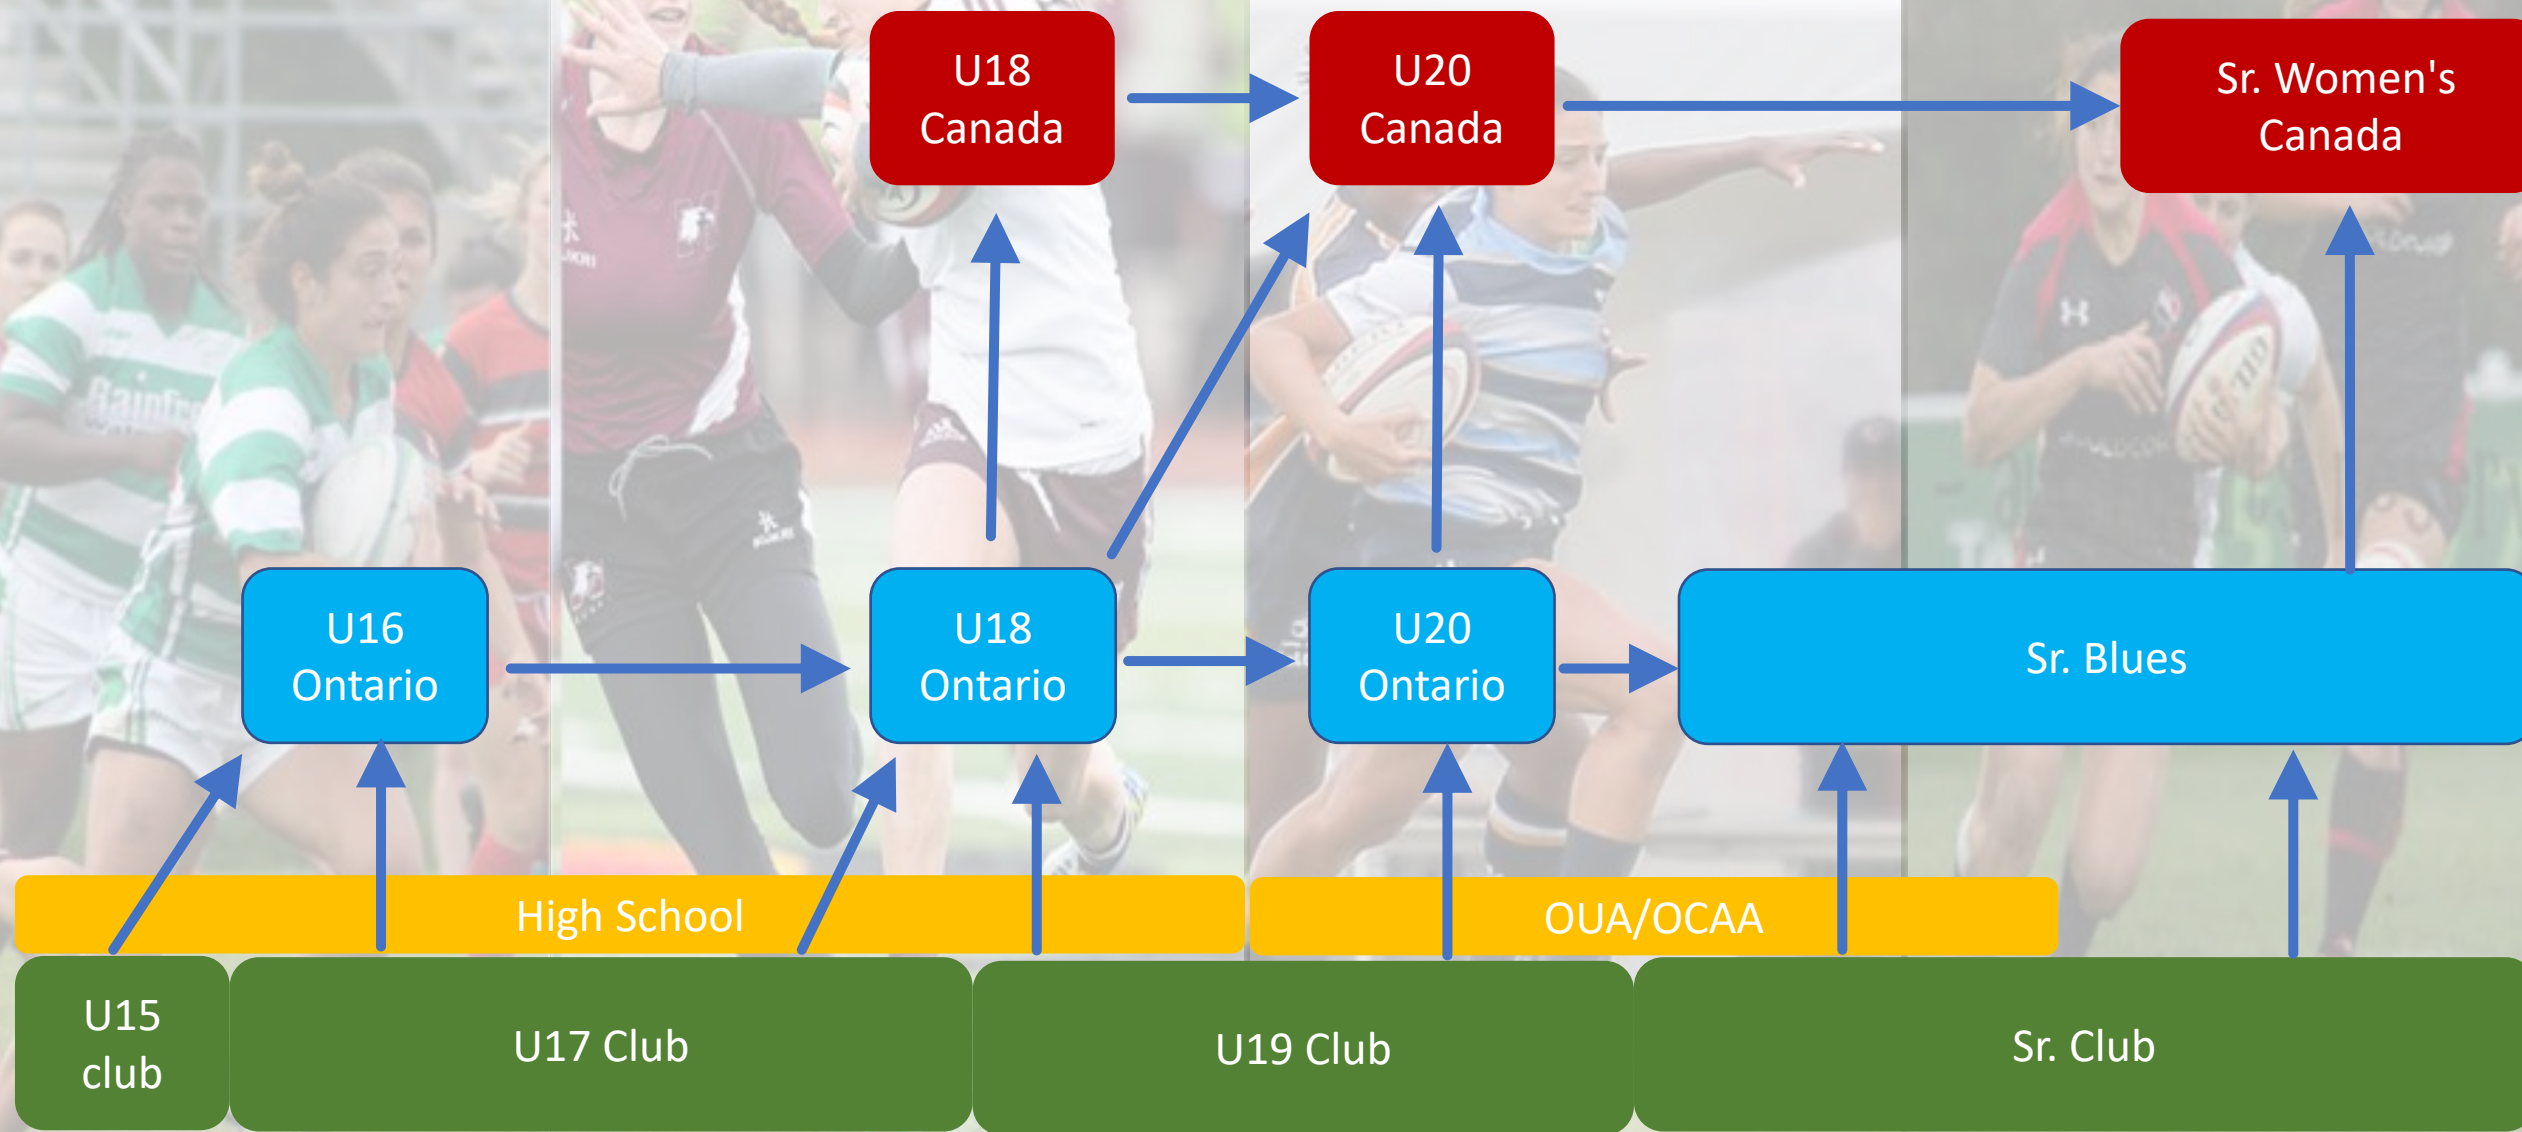 U18
Canada
U20
Canada
Sr. Women's
Canada
U16
Ontario
U18
Ontario
U20
Ontario
Sr. Blues
High School
OUA/OCAA
U15
club
U17 Club
U19 Club
Sr. Club